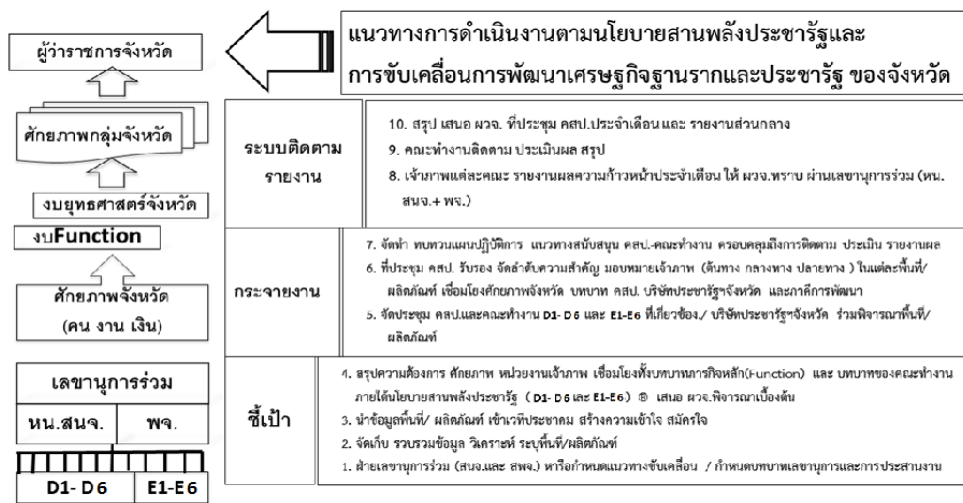 แนวทางการดำเนินงานตามนโยบายสานพลังประชารัฐและ
การขับเคลื่อนการพัฒนาเศรษฐกิจฐานรากและประชารัฐ ของจังหวัด
ผู้ว่าราชการจังหวัด
ศักยภาพกลุ่มจังหวัด
งบยุทธศาสตร์จังหวัด
งบFunction
ศักยภาพจังหวัด
(คน งาน เงิน)
เลขานุการร่วม
หน.สนจ.
พจ.
D1- D6
E1-E6
ระบบติดตาม
รายงาน
10. สรุป เสนอ ผวจ. ที่ประชุม คสป.ประจำเดือน และ รายงานส่วนกลาง
9. คณะทำงานติดตาม ประเมินผล สรุป
8. เจ้าภาพแต่ละคณะ รายงานผลความก้าวหน้าประจำเดือน ให้ ผวจ.ทราบ ผ่านเลขานุการร่วม (หน.
สนจ.+ พจ.)
กระจายงาน
7. จัดทำ ทบทวนแผนปฏิบัติการ แนวทางสนับสนุน คสป.-คณะทำงาน ครอบคลุมถึงการติดตาม ประเมิน รายงานผล
6. ที่ประชุม คสป. รับรอง จัดลำดับความสำคัญ มอบหมายเจ้าภาพ (ต้นทาง กลางทาง ปลายทาง ) ในแต่ละพื้นที่/
ผลิตภัณฑ์ เชื่อมโยงศักยภาพจังหวัด บทบาท คสป. บริษัทประชารัฐฯจังหวัด และภาคีการพัฒนา
5. จัดประชุม คสป.และคณะทำงาน D1- D6 และ E1-E6 ที่เกี่ยวข้อง./ บริษัทประชารัฐฯจังหวัด ร่วมพิจารณาพื้นที่/
ผลิตภัณฑ์
ชี้เป้า
4. สรุปความต้องการ ศักยภาพ หน่วยงานเจ้าภาพ เชื่อมโยงทั้งบทบาทภารกิจหลัก(Function) และ บทบาทของคณะทำงาน
ภายใต้นโยบายสานพลังประชารัฐ ( D1- D6 และ E1-E6) ® เสนอ ผวจ.พิจารณาเบื้องต้น
3. นำข้อมูลพื้นที่/ ผลิตภัณฑ์ เข้าเวทีประชาคม สร้างความเข้าใจ สมัครใจ
2. จัดเก็บ รวบรวมข้อมูล วิเคราะห์ ระบุพื้นที่/ผลิตภัณฑ์
1. ฝ่ายเลขานุการร่วม (สนจ.และ สพจ.) หารือกำหนดแนวทางขับเคลื่อน / กำหนดบทบาทเลขานุการและการประสานงาน